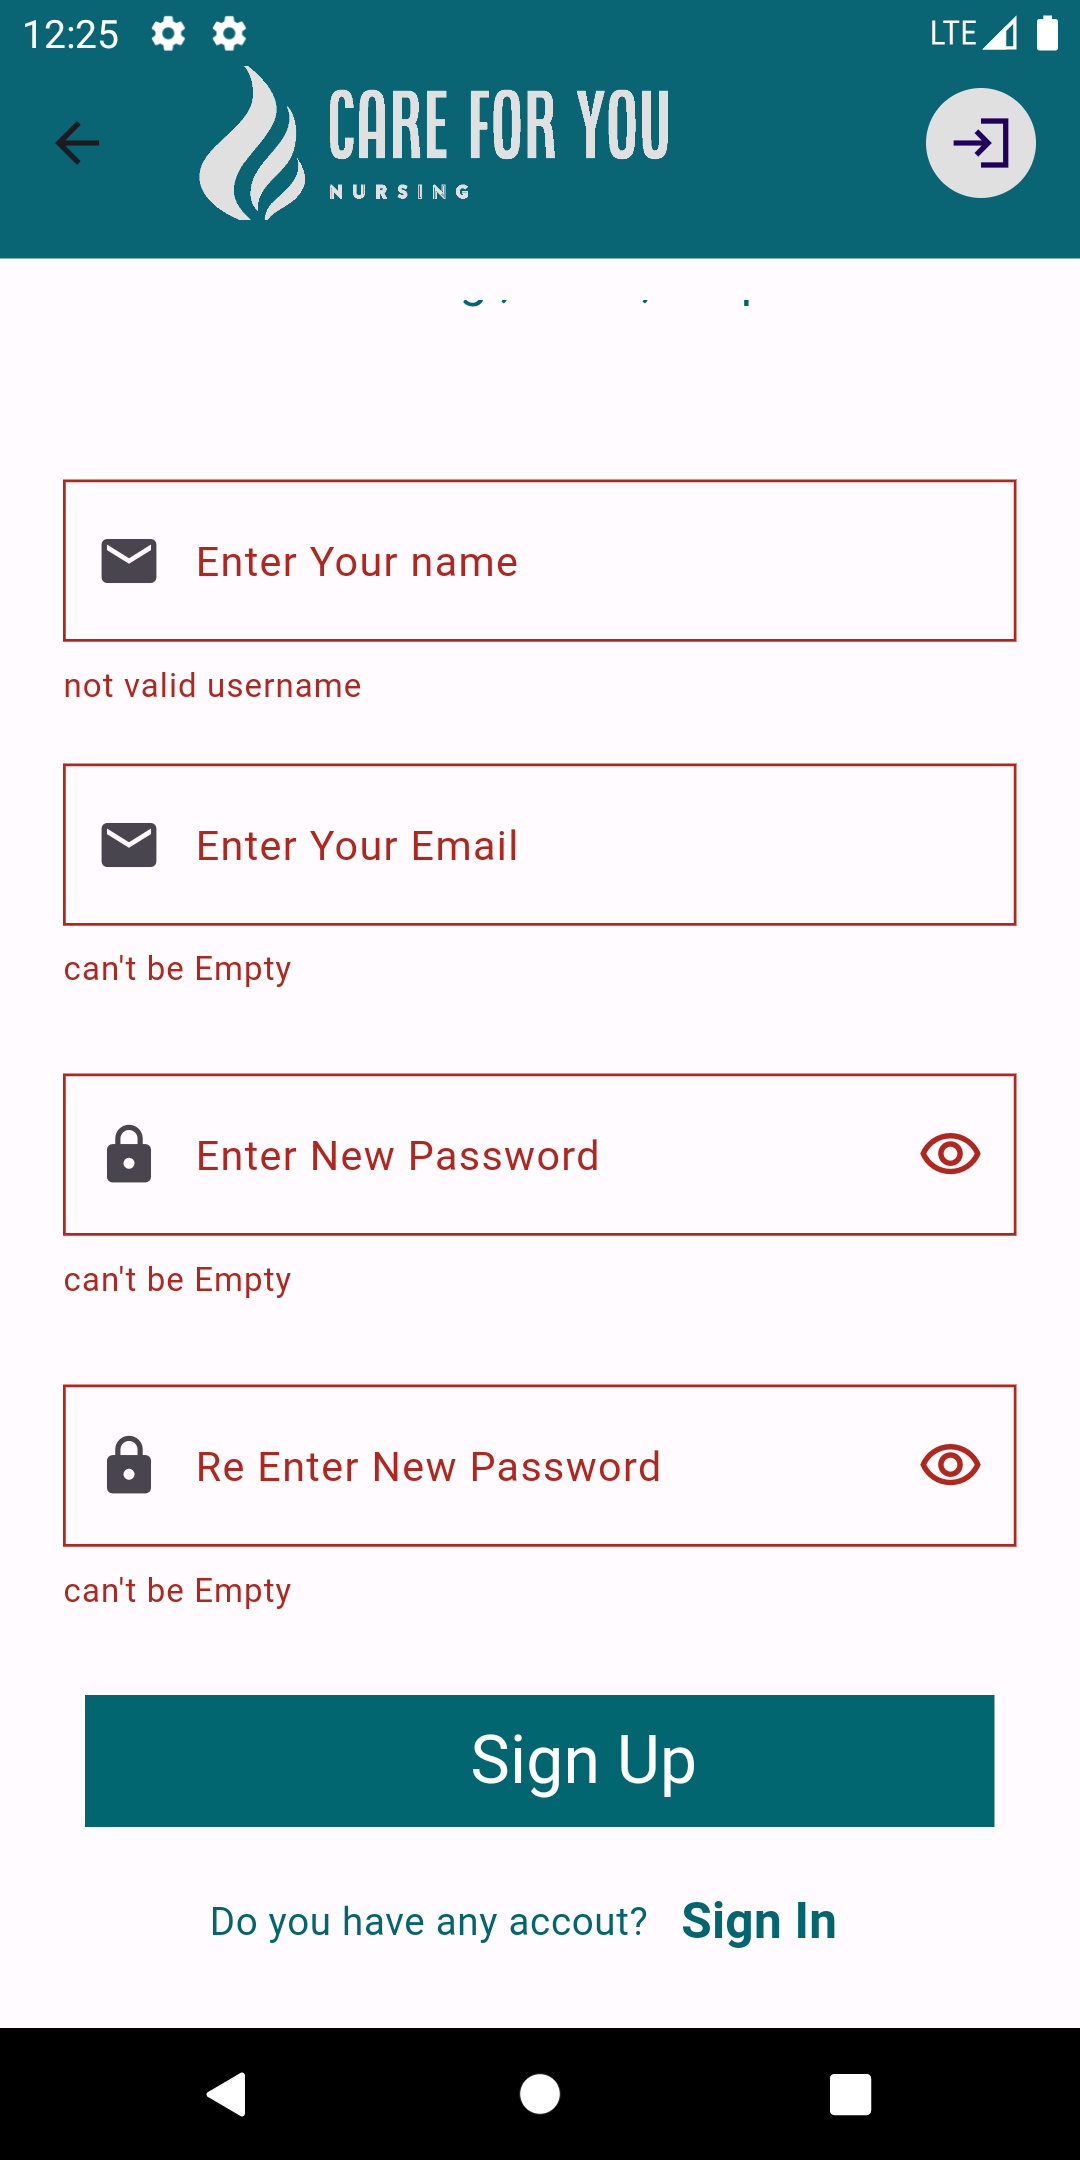 12:25
LTE
CARE FOR YOU
NURSING
Enter Your name
not valid username
Enter Your Email
can't be Empty
Enter New Password
can't be Empty
Re Enter New Password
can't be Empty
Sign Up
Do you have any accout? Sign In